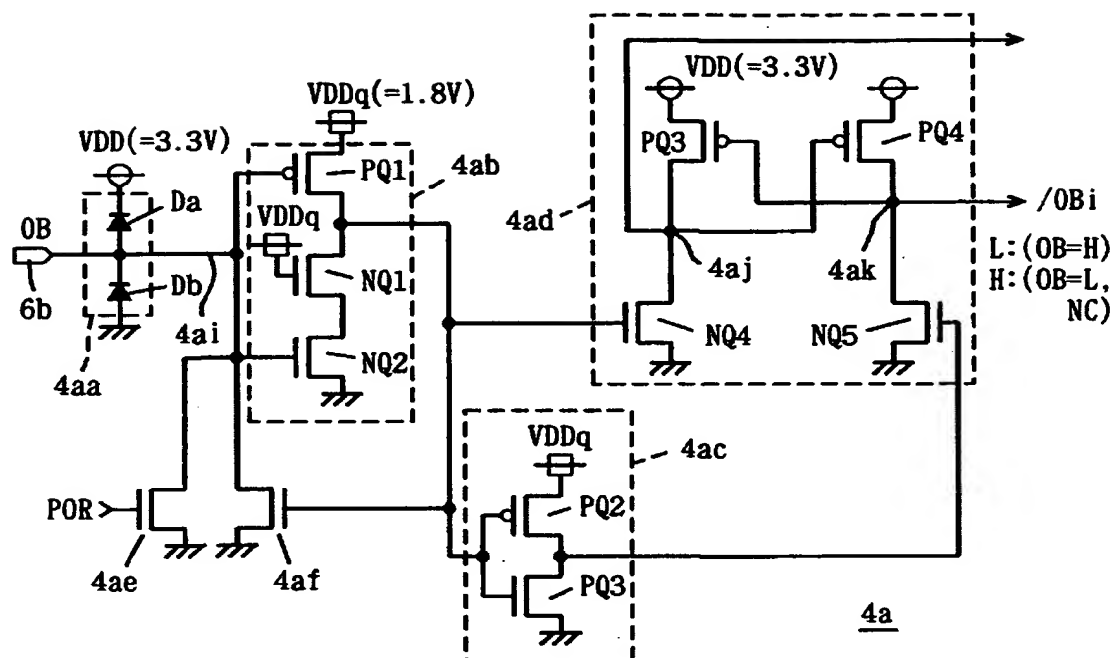 VDD(=3.3V)
VDDq(=1.8V)
PQ3
PQ4
VDD(=3.3V)
PQ1
4ab
4ad
/OBi
OB
Da
VDDq
4aj
4ak
L:(OB=H)
H:(OB=L,
NC)
6b
Db
4ai
NQ1
NQ4
NQ5
4aa
NQ2
VDDq
4ac
POR
PQ2
4ae
4af
PQ3
4a